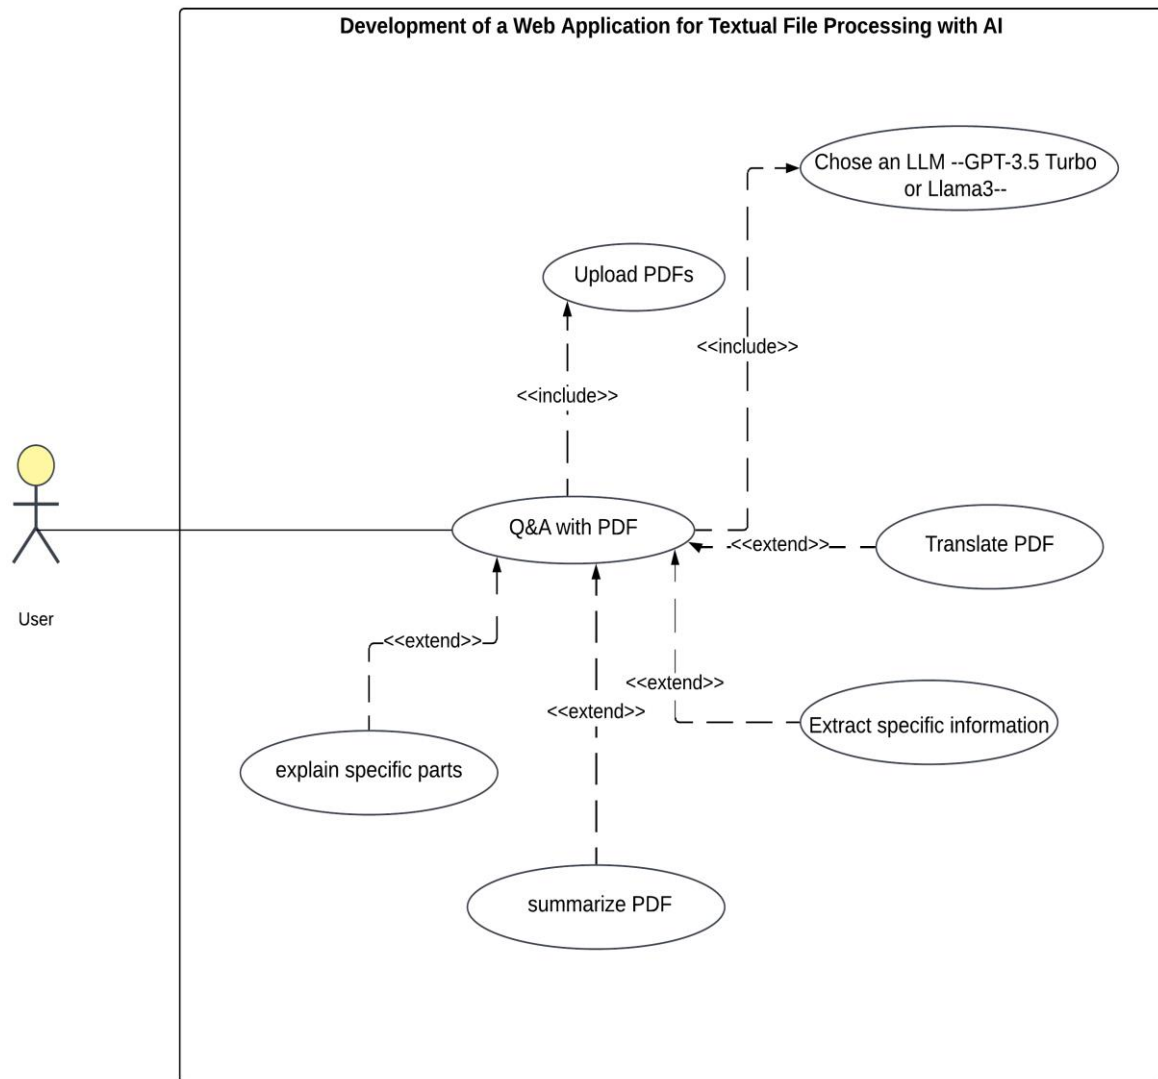 Development of a Web Application for Textual File Processing with AI
Chose an LLM --GPT-3.5 Turbo
or Llama3--
Upload PDFs
<<include>>
<<include>>
Q&A with PDF
<<extend>>
Translate PDF
User
<<extend>>
<<extend>>
<<extend>>
Extract specific information
explain specific parts
summarize PDF